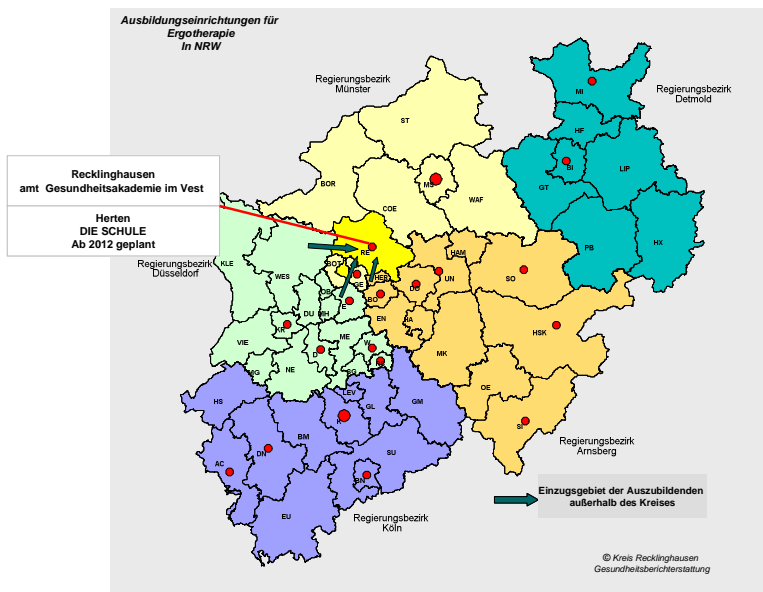 Ausbildungseinrichtungen für
Ergotherapie
In NRW
Regierungsbezirk
Münster
Regierungsbezirk
Detmold
Recklinghausen
amt Gesundheitsakademie im Vest
Herten
DIE SCHULE
Ab 2012 geplant
Regierungsbezirk
Düsseldorf
MI
HF
BI
GT
LIP
PB
HX
ST
BOR
COE
MS
WAF
RE
BOT
GE
KLE
WES
OB
DU
MH
E
KR
VIE
MG
NE
D
ME
W
SG
HER
BO
DO
UN
HAM
SO
EN
HA
MK
HSK
OE
SI
HS
LEV
GL
GM
K
BM
DN
AC
SU
BN
EU
Regierungsbezirk
Arnsberg
Einzugsgebiet der Auszubildenden
außerhalb des Kreises
Regierungsbezirk
Köln
© Kreis Recklinghausen
Gesundheitsberichterstattung